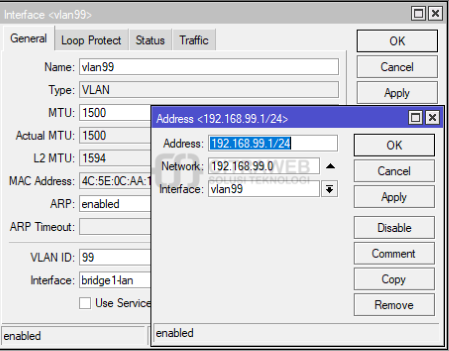 Interface <vlan99>
General Loop Protect Status Traffic
Name: vlan99
Type: VLAN
MTU: 1500
Actual MTU: 1500
L2 MTU: 1594
MAC Address: 4C:5E:0C:AA:1
ARP: enabled
ARP Timeout:
VLAN ID: 99
Interface: bridge1-lan
Use Service
enabled
OK
Cancel
Apply
Address <192.168.99.1/24>
Address: 192.168.99.1/24
Network: 192.168.99.0
Interface: vlan99
OK
Cancel
Apply
Disable
Comment
Copy
Remove
enabled
SOLUSI TEKNOLOGI